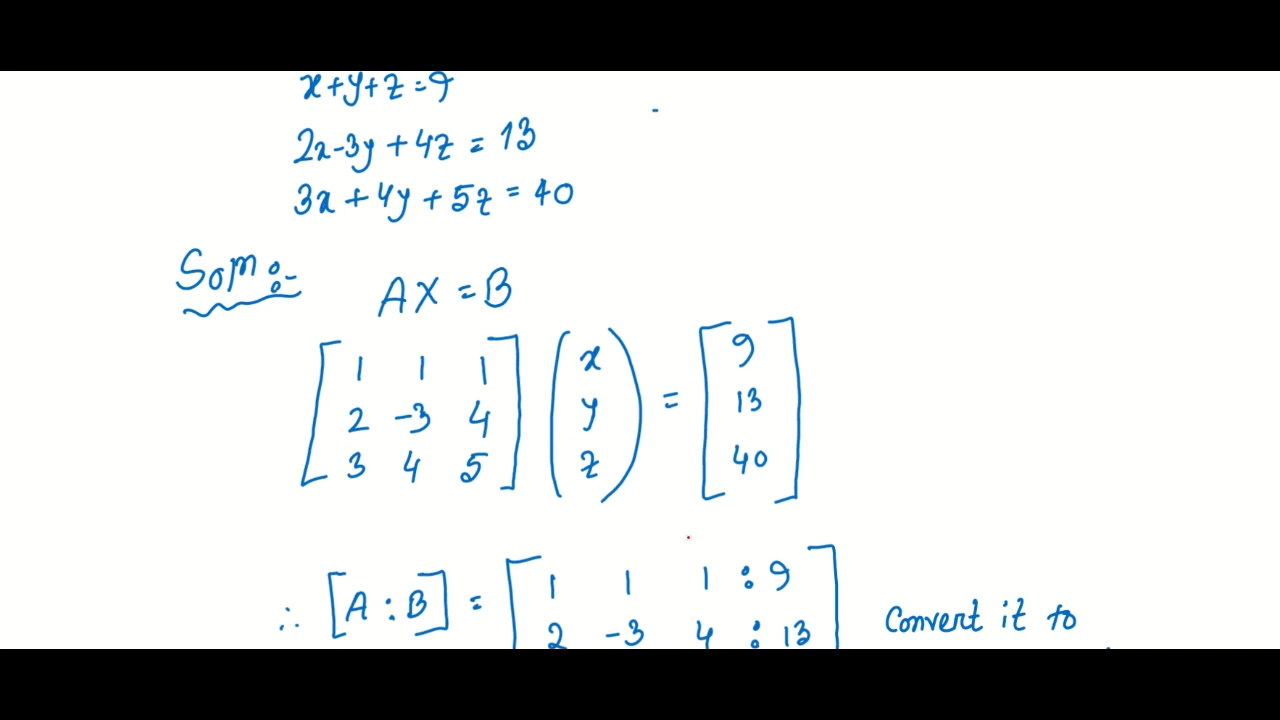 x+y+z=9
2x-3y+4z=13
3x+4y+5z=40
Som:-
AX=B
[1 1 1] (x) = [9]
[2 -3 4] (y) [13]
[3 4 5] (z) [40]
∴ [A:B] = [1 1 1 : 9]
2 -3 4 : 13 Convert it to